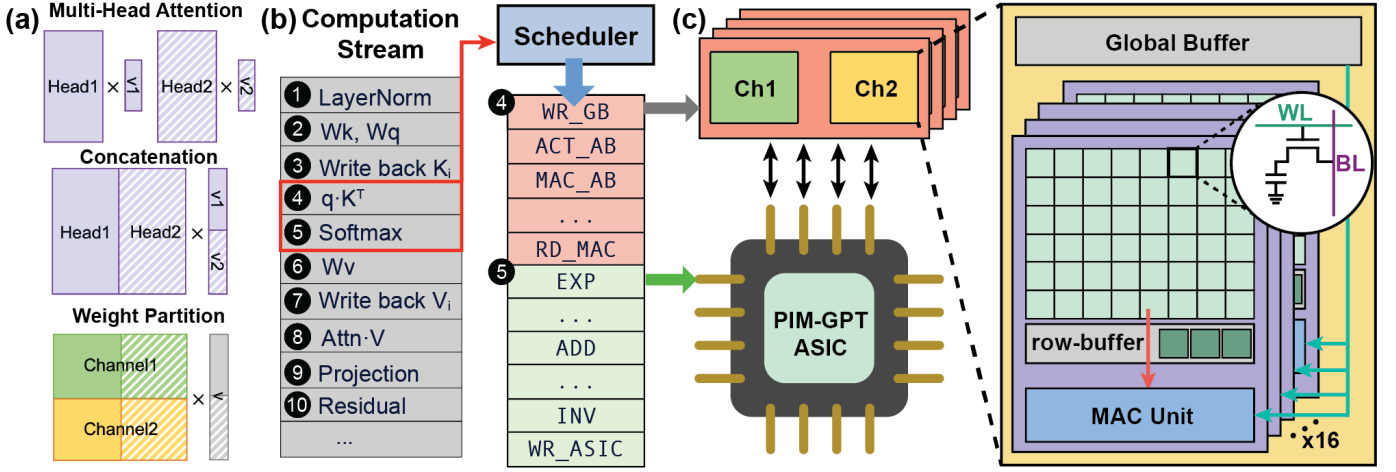 (a)
Multi-Head Attention
Head1 × v1 Head2 × v2
Concatenation
Head1 Head2 × v1 v2
Weight Partition
Channel1
Channel2
× v
(b) Computation
Stream
1 LayerNorm
2 Wk, Wq
3 Write back Ki
4 q·Kᵀ
5 Softmax
6 Wv
7 Write back Vi
8 Attn·V
9 Projection
10 Residual
...
Scheduler
4 WR_GB
ACT_AB
MAC_AB
...
RD_MAC
5 EXP
...
ADD
...
INV
WR_ASIC
(c)
Ch1 Ch2
PIM-GPT
ASIC
Global Buffer
WL
BL
row-buffer
MAC Unit
x16